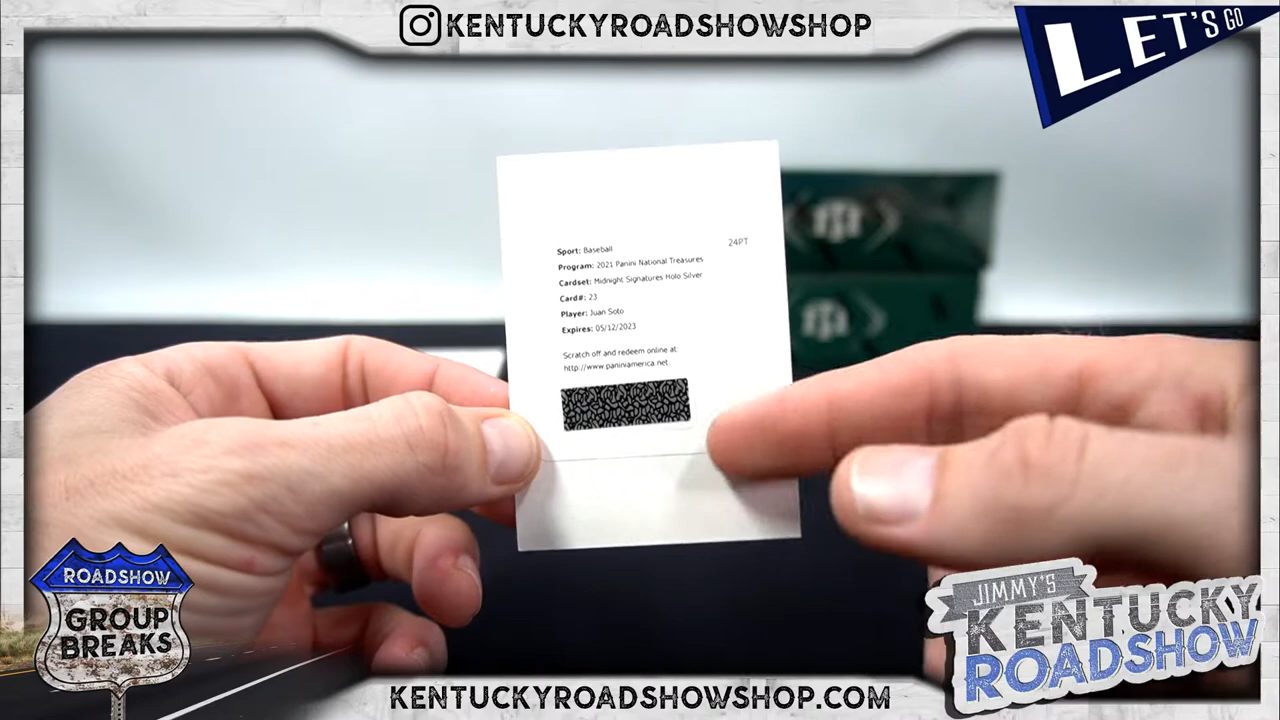 KENTUCKYROADSHOWSHOP
LET'S GO
Sport: Baseball
24PT
Program: 2021 Panini National Treasures
Cardset: Midnight Signatures Holo Silver
Card#: 23
Player: Juan Soto
Expires: 05/12/2023
Scratch off and redeem online at
http://www.paniniamerica.net.
ROADSHOW
GROUP
BREAKS
JIMMY'S
KENTUCKY
ROADSHOW
KENTUCKYROADSHOWSHOP.COM